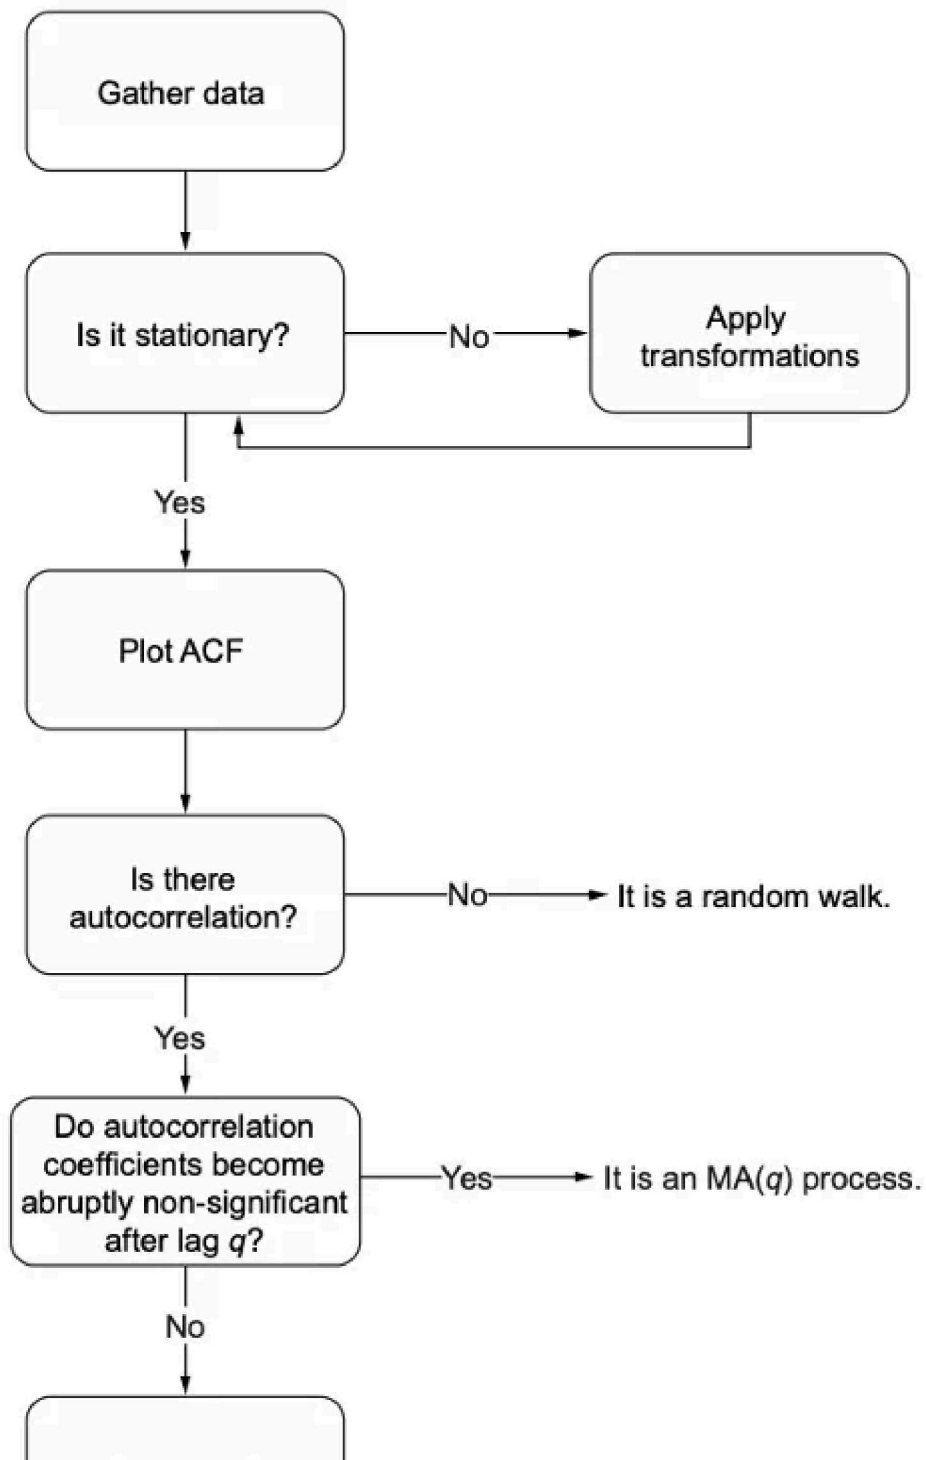 Gather data
Is it stationary?
No
Apply
transformations
Yes
Plot ACF
Is there
autocorrelation?
No
It is a random walk.
Yes
Do autocorrelation
coefficients become
abruptly non-significant
after lag q?
Yes
It is an MA(q) process.
No